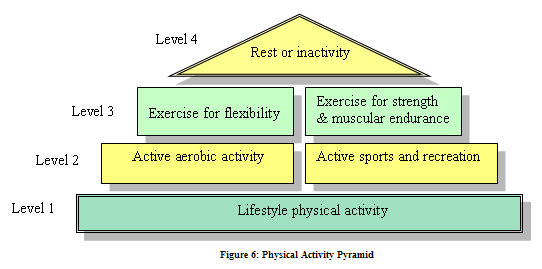 Level 4
Rest or inactivity
Level 3
Exercise for flexibility
Exercise for strength
& muscular endurance
Level 2
Active aerobic activity
Active sports and recreation
Level 1
Lifestyle physical activity
Figure 6: Physical Activity Pyramid